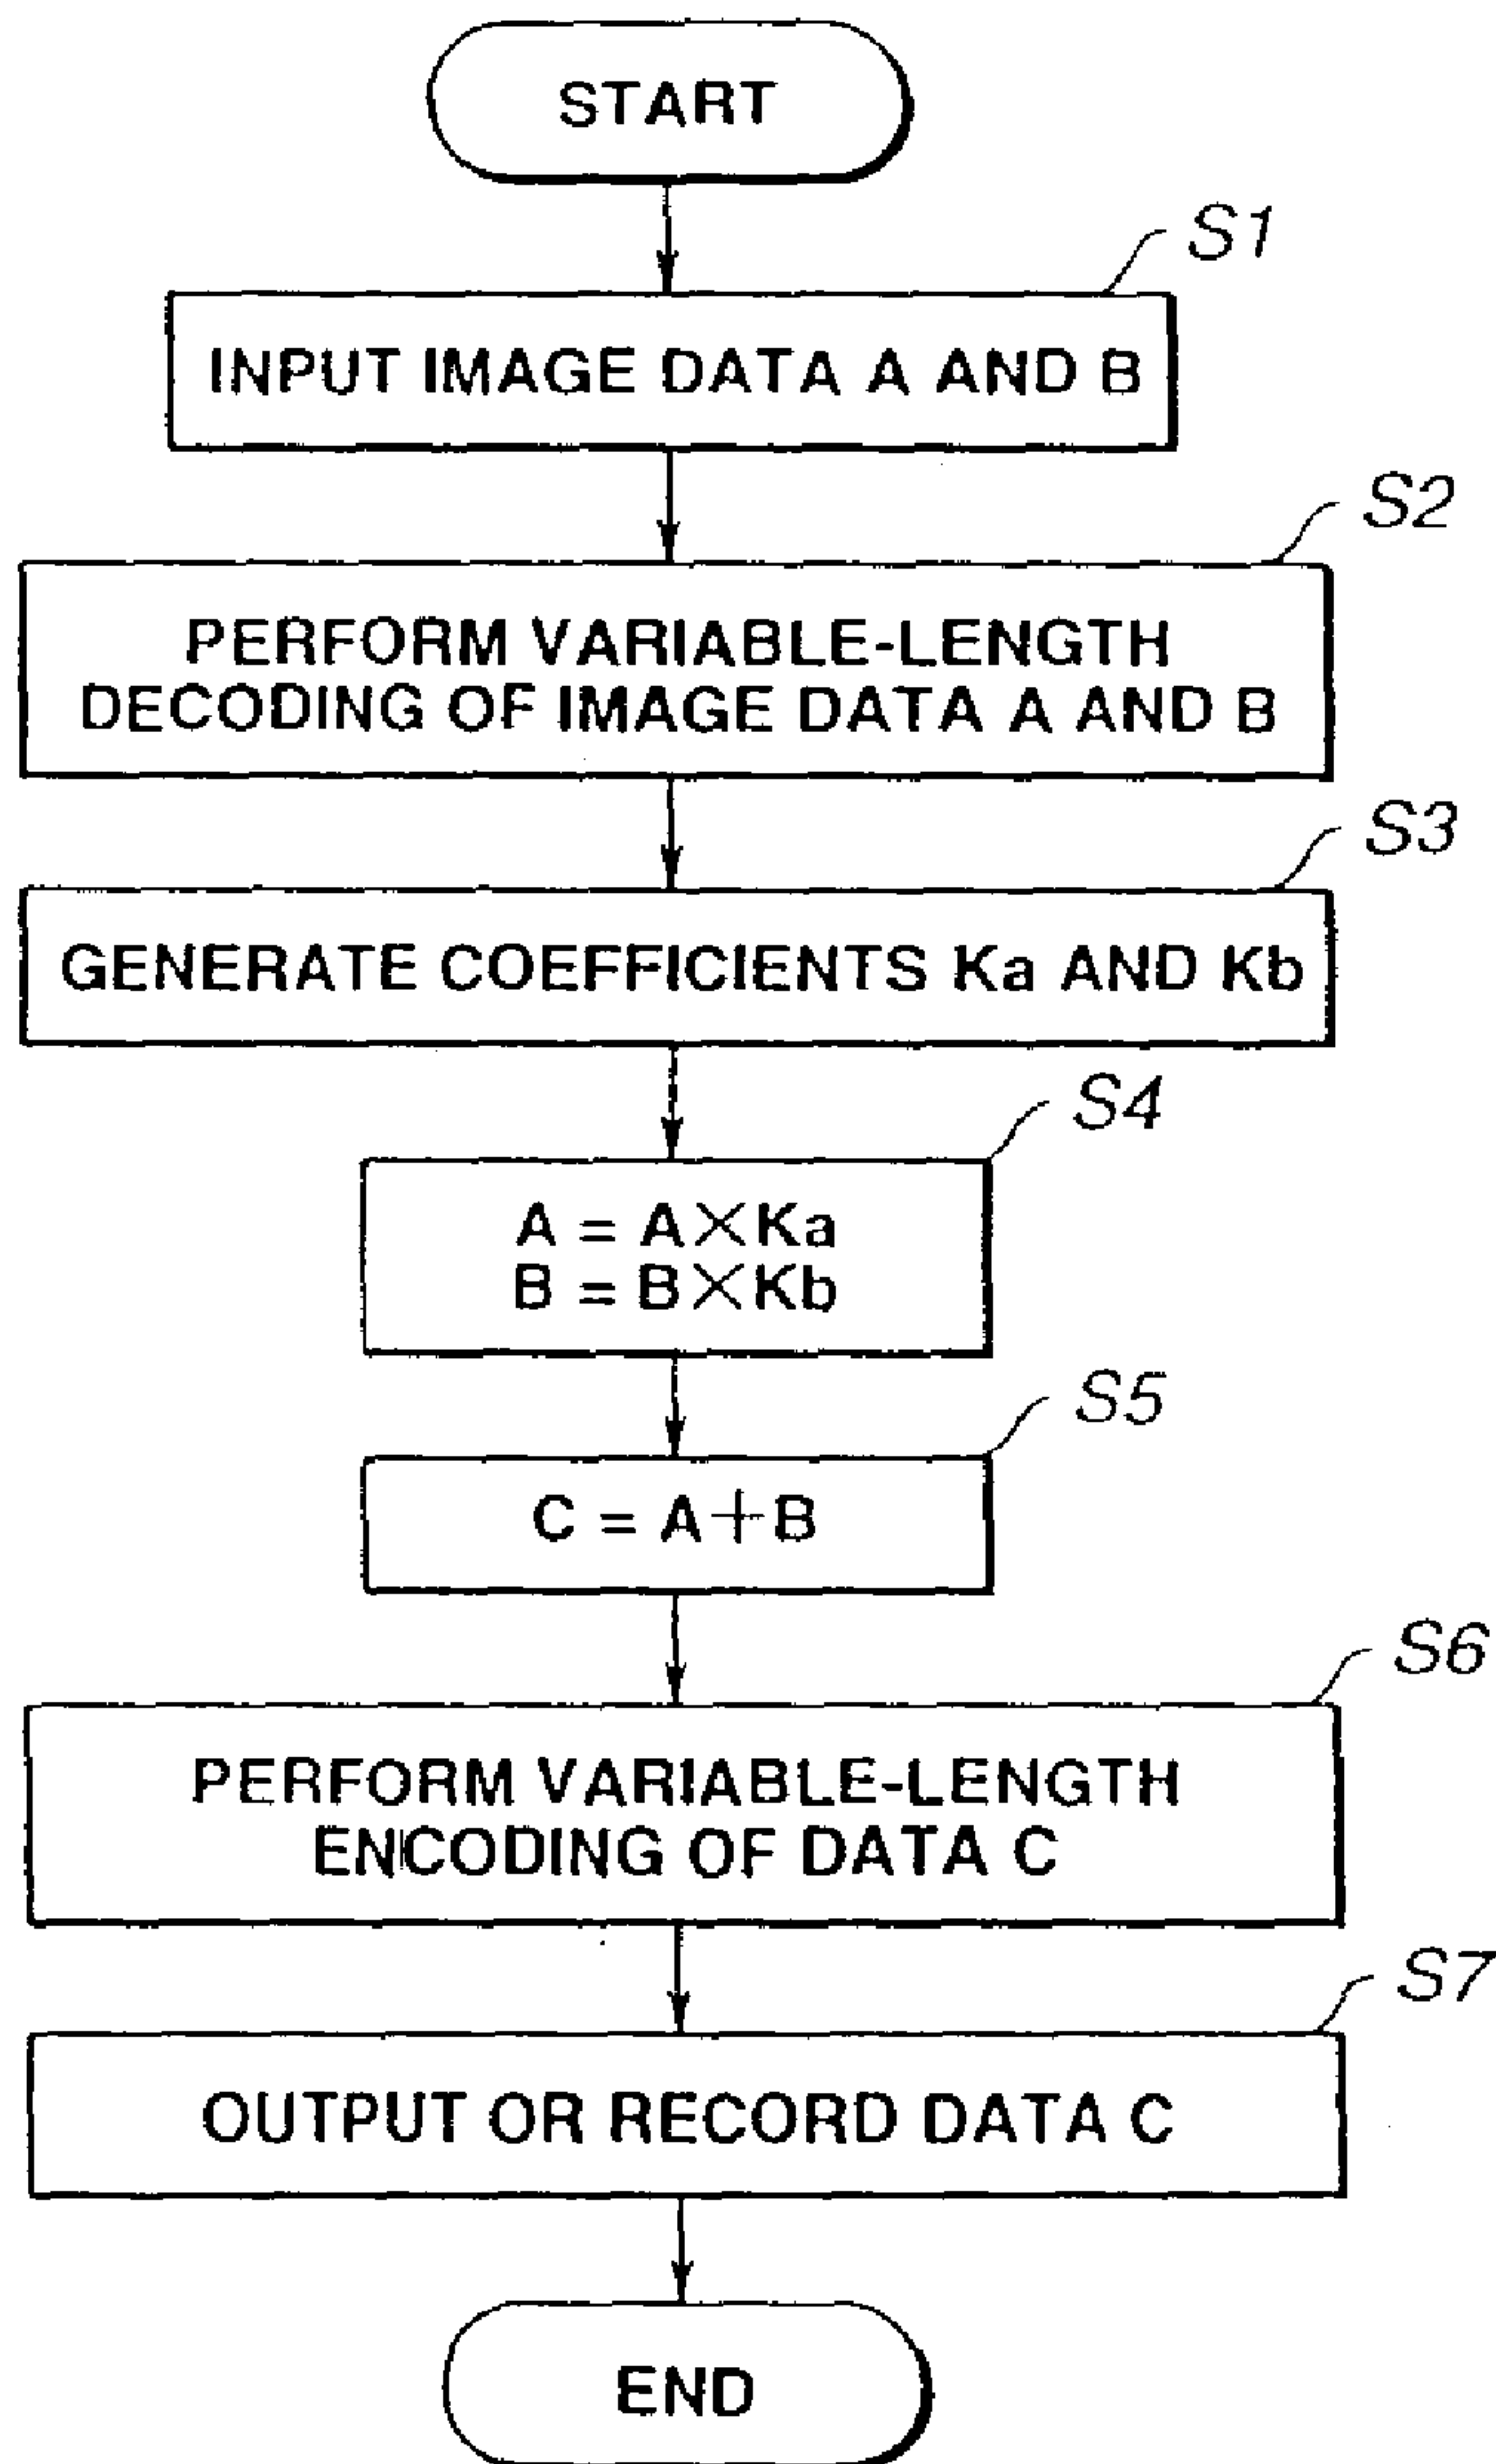 START
S1
INPUT IMAGE DATA A AND B
S2
PERFORM VARIABLE-LENGTH
DECODING OF IMAGE DATA A AND B
S3
GENERATE COEFFICIENTS Ka AND Kb
S4
A = A×Ka
B = B×Kb
S5
C = A+B
S6
PERFORM VARIABLE-LENGTH
ENCODING OF DATA C
S7
OUTPUT OR RECORD DATA C
END